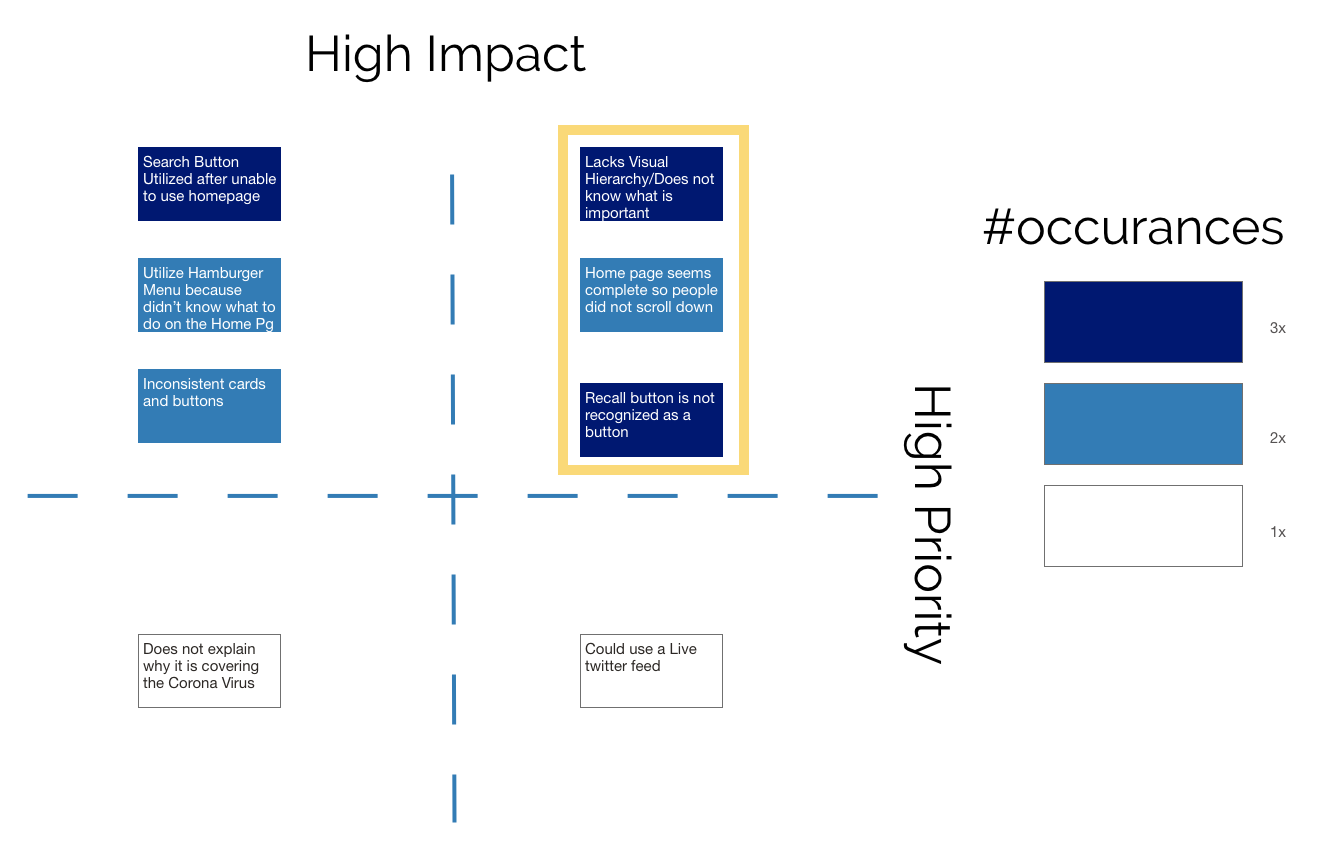 High Impact
Search Button
Utilized after unable
to use homepage
Utilize Hamburger
Menu because
didn’t know what to
do on the Home Pg
Inconsistent cards
and buttons
Lacks Visual
Hierarchy/Does not
know what is
important
Home page seems
complete so people
did not scroll down
Recall button is not
recognized as a
button
Does not explain
why it is covering
the Corona Virus
Could use a Live
twitter feed
High Priority
#occurances
3x
2x
1x